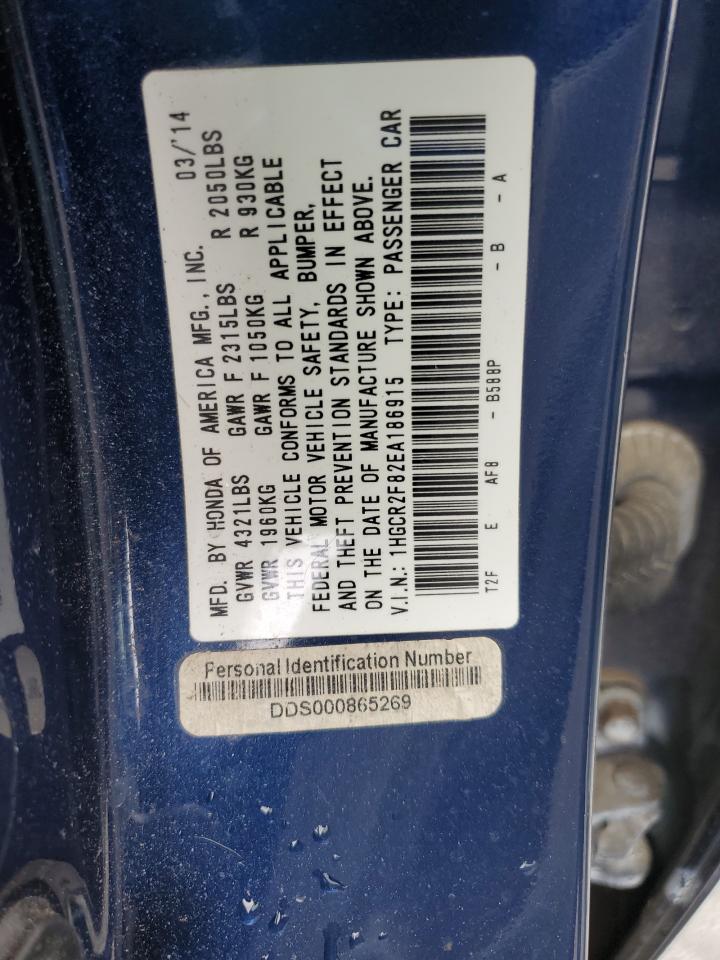 MFD. BY HONDA OF AMERICA MFG., INC. 03/'14
GVWR 4321LBS GAWR F 2315LBS R 2050LBS
GVWR 1960KG GAWR F 1050KG R 930KG
THIS VEHICLE CONFORMS TO ALL APPLICABLE
FEDERAL MOTOR VEHICLE SAFETY, BUMPER,
AND THEFT PREVENTION STANDARDS IN EFFECT
ON THE DATE OF MANUFACTURE SHOWN ABOVE.
V.I.N.: 1HGCR2F82EA186915 TYPE: PASSENGER CAR
T2F E AF8 - B588P - B - A
Personal Identification Number
DDS000865269